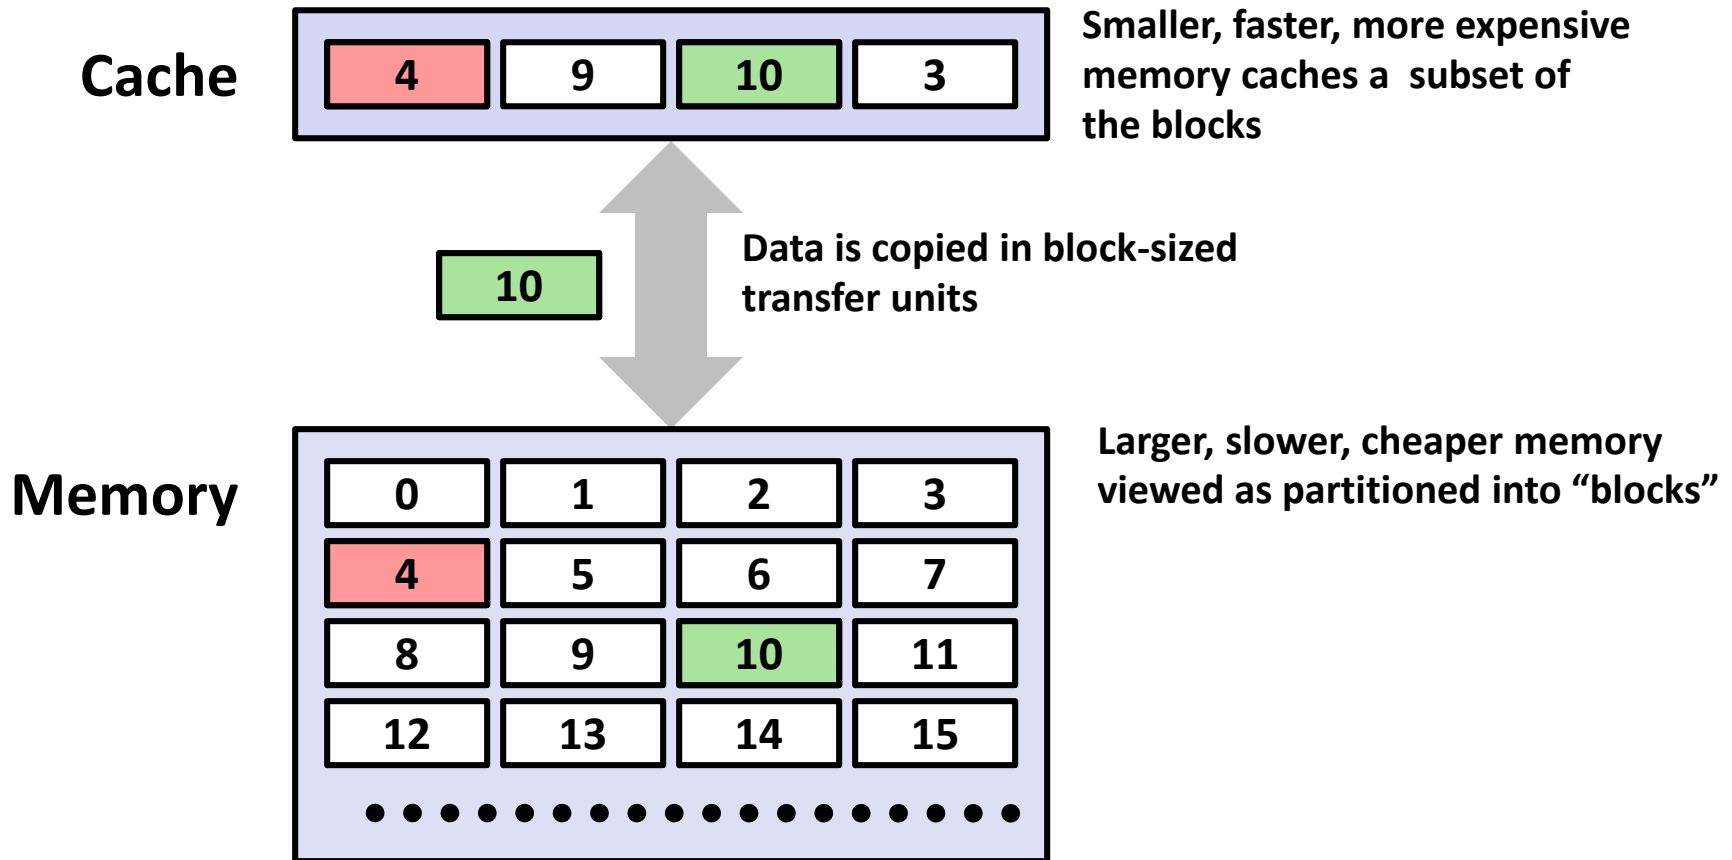 Cache
4 9 10 3
Smaller, faster, more expensive
memory caches a  subset of
the blocks
10
Data is copied in block-sized
transfer units
Memory
Larger, slower, cheaper memory
viewed as partitioned into “blocks”
0 1 2 3
4 5 6 7
8 9 10 11
12 13 14 15